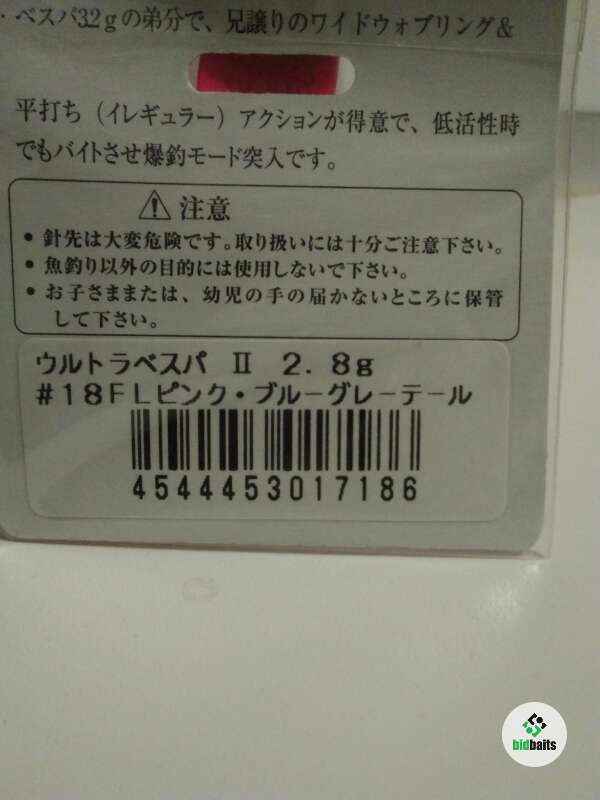 ・ベスパ32gの弟分で、兄譲りのワイドウォブリング&
平打ち（イレギュラー）アクションが得意で、低活性時
でもバイトさせ爆釣モード突入です。
⚠注意
• 針先は大変危険です。取り扱いには十分ご注意下さい。
• 魚釣り以外の目的には使用しないで下さい。
• お子さままたは、幼児の手の届かないところに保管
して下さい。
ウルトラベスパ Ⅱ 2.8g
#18FLピンク・ブルーグレーテール
4544453017186
bidbaits